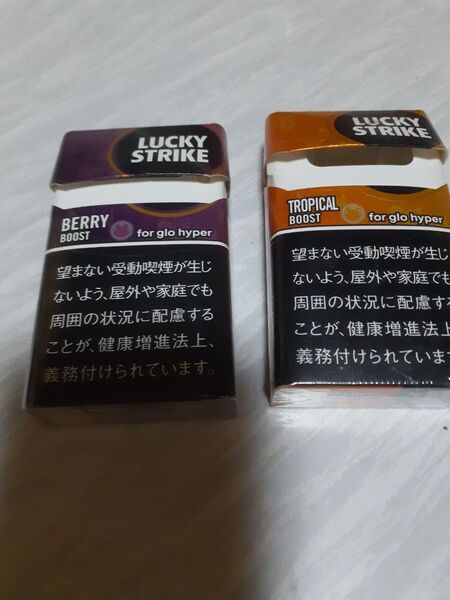 LUCKY
STRIKE
BERRY
BOOST
for glo hyper
望まない受動喫煙が生じ
ないよう、屋外や家庭でも
周囲の状況に配慮する
ことが、健康増進法上、
義務付けられています。
LUCKY
STRIKE
TROPICAL
BOOST
for glo hyper
望まない受動喫煙が生じ
ないよう、屋外や家庭で
周囲の状況に配慮す
ことが、健康増進法上
義務付けられています